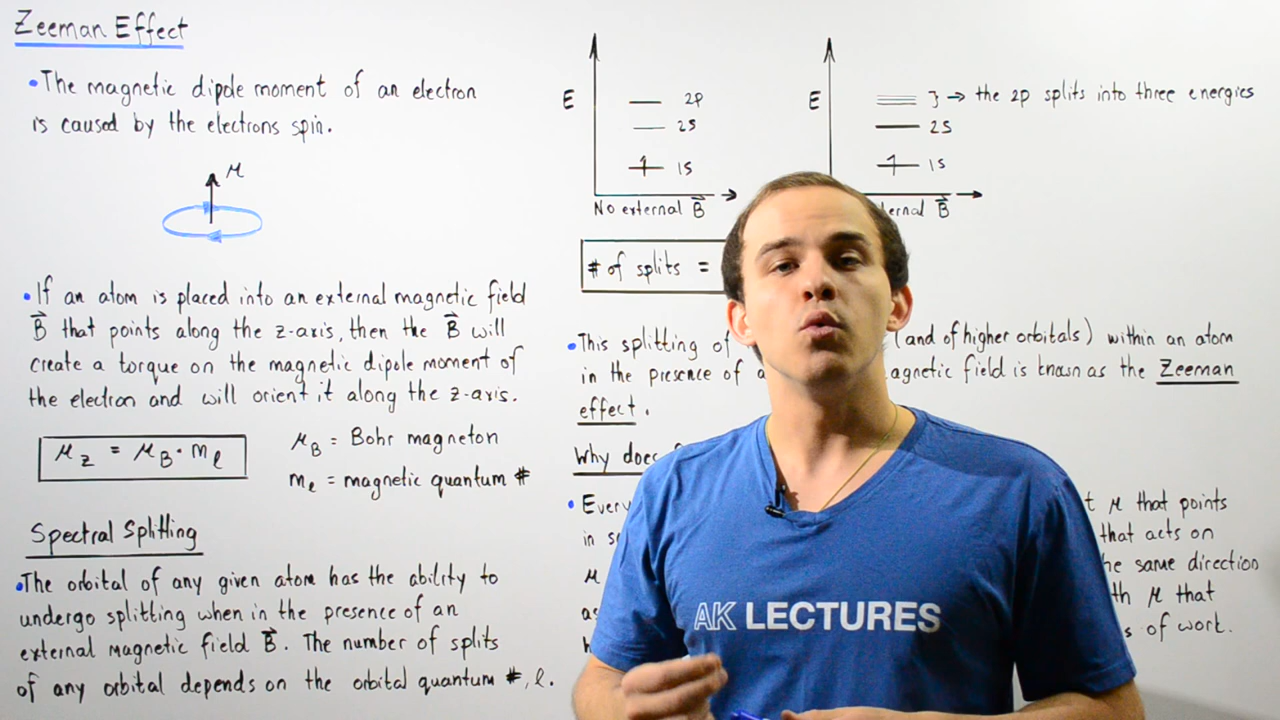 Zeeman Effect
•The magnetic dipole moment of an electron
is caused by the electrons spin.
μ
•If an atom is placed into an external magnetic field
B that points along the z-axis, then the B will
create a torque on the magnetic dipole moment of
the electron and will orient it along the z-axis.
μz = μB · ml
μB = Bohr magneton
ml = magnetic quantum #
Spectral Splitting
•The orbital of any given atom has the ability to
undergo splitting when in the presence of an
external magnetic field B. The number of splits
of any orbital depends on the orbital quantum #, l.
E
2p
2s
1s
No external B
E
} → the 2p splits into three energies
2s
1s
ernal B
# of splits =
•This splitting of (and of higher orbitals) within an atom
in the presence of a agnetic field is known as the Zeeman
effect.
Why does
•Every t μ that points
in s that acts on
μ he same direction
as th μ that
s of work.
AK LECTURES